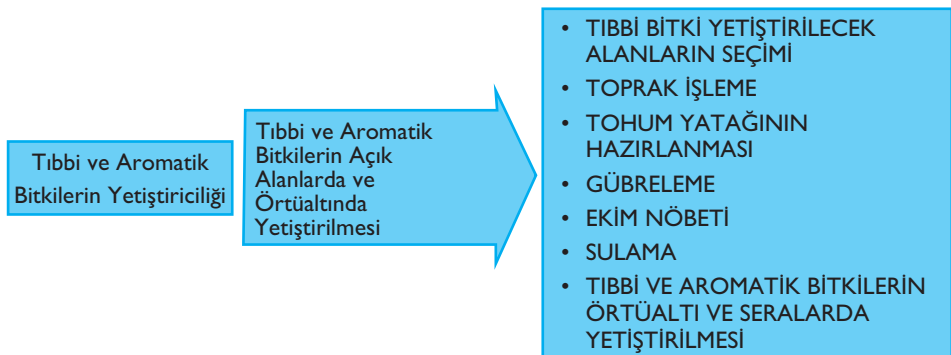 Tıbbi ve Aromatik
Bitkilerin Yetiştiriciliği
Tıbbi ve Aromatik
Bitkilerin Açık
Alanlarda ve
Örtüaltında
Yetiştirilmesi
• TIBBİ BİTKİ YETİŞTİRİLECEK
ALANLARIN SEÇİMİ
• TOPRAK İŞLEME
• TOHUM YATAĞININ
HAZIRLANMASI
• GÜBRELEME
• EKİM NÖBETİ
• SULAMA
• TIBBİ VE AROMATİK BİTKİLERİN
ÖRTÜALTI VE SERALARDA
YETİŞTİRİLMESİ